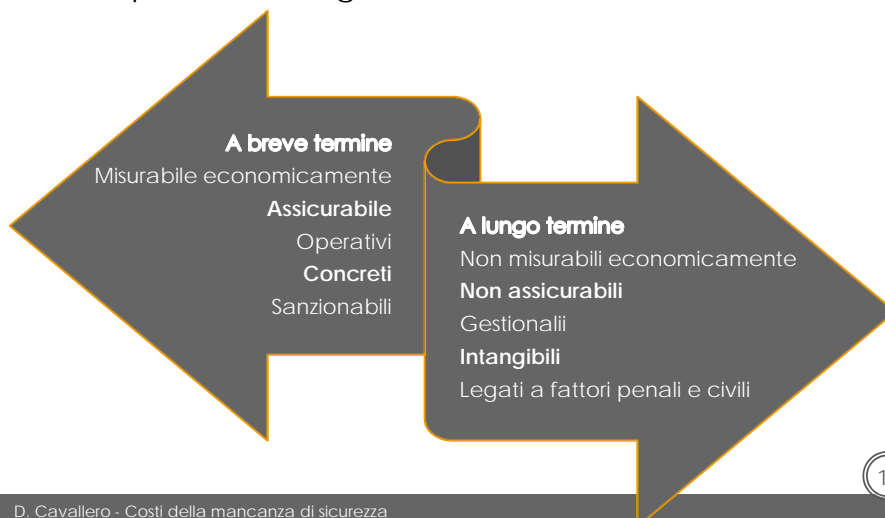 A breve termine
Misurabile economicamente
Assicurabile
Operativi
Concreti
Sanzionabili
A lungo termine
Non misurabili economicamente
Non assicurabili
Gestionalii
Intangibili
Legati a fattori penali e civili
D. Cavallero - Costi della mancanza di sicurezza